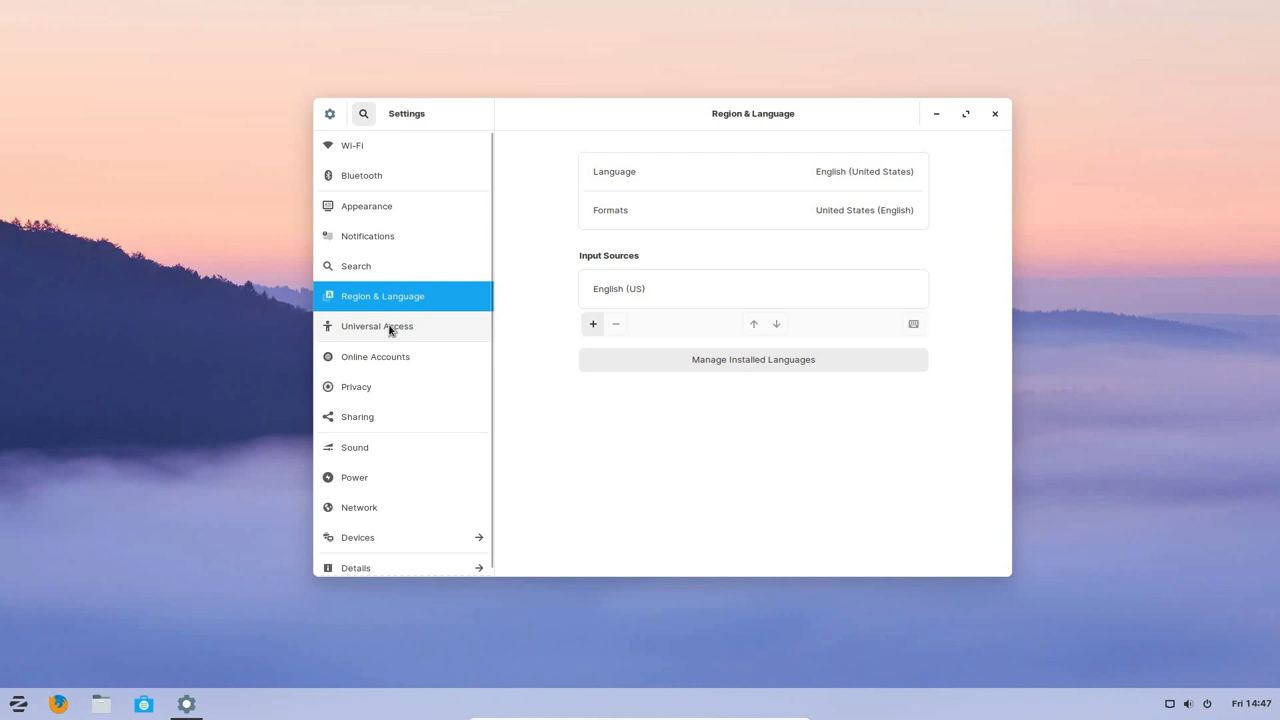 Settings
Region & Language
Wi-Fi
Bluetooth
Appearance
Notifications
Search
Region & Language
Universal Access
Online Accounts
Privacy
Sharing
Sound
Power
Network
Devices
Details
Language English (United States)
Formats United States (English)
Input Sources
English (US)
Manage Installed Languages
Fri 14:47